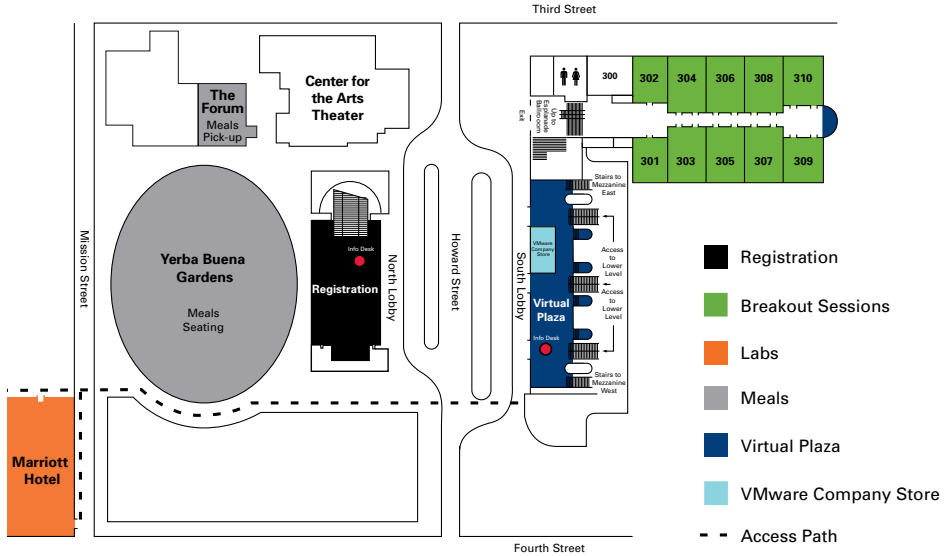 Third Street
Center for
the Arts
Theater
The
Forum
Meals
Pick-up
300
302
304
306
308
310
Up to
Esplanade
Ballroom
Exit
301
303
305
307
309
Stairs to
Mezzanine
East
Mission Street
Yerba Buena
Gardens
Meals
Seating
Info Desk
Registration
North Lobby
Howard Street
South Lobby
VMware
Company
Store
Virtual
Plaza
Info Desk
Access
to
Lower
Level
Access
to
Lower
Level
Stairs to
Mezzanine
West
Marriott
Hotel
Fourth Street
Registration
Breakout Sessions
Labs
Meals
Virtual Plaza
VMware Company Store
Access Path